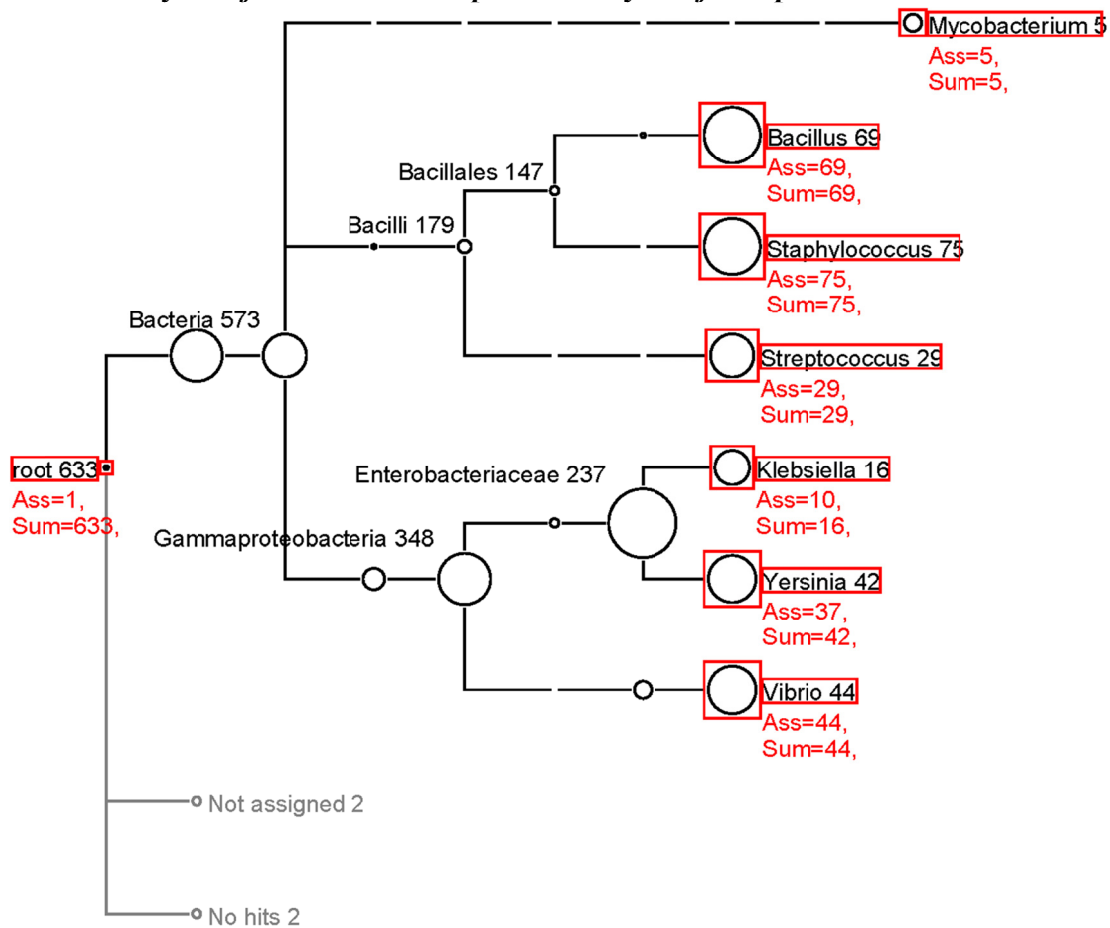 Mycobacterium 5
Ass=5,
Sum=5,
Bacillus 69
Ass=69,
Sum=69,
Bacillales 147
Bacilli 179
Staphylococcus 75
Ass=75,
Sum=75,
Bacteria 573
Streptococcus 29
Ass=29,
Sum=29,
root 633
Ass=1,
Sum=633,
Enterobacteriaceae 237
Klebsiella 16
Ass=10,
Sum=16,
Gammaproteobacteria 348
Yersinia 42
Ass=37,
Sum=42,
Vibrio 44
Ass=44,
Sum=44,
Not assigned 2
No hits 2